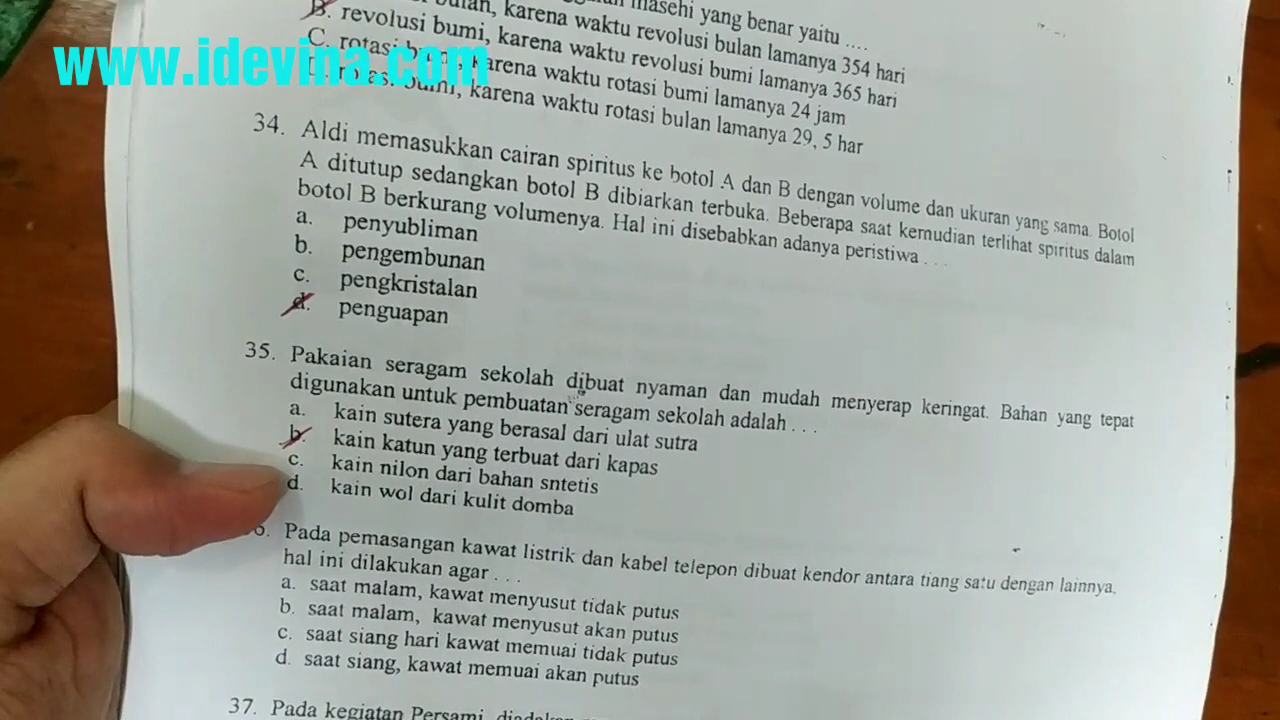 masehi yang benar yaitu ....
bulan, karena waktu revolusi bulan lamanya 354 hari
B. revolusi bumi, karena waktu revolusi bumi lamanya 365 hari
C. rotasi bumi, karena waktu rotasi bumi lamanya 24 jam
bumi, karena waktu rotasi bulan lamanya 29, 5 har
www.idevina.com
34. Aldi memasukkan cairan spiritus ke botol A dan B dengan volume dan ukuran yang sama. Botol
A ditutup sedangkan botol B dibiarkan terbuka. Beberapa saat kemudian terlihat spiritus dalam
botol B berkurang volumenya. Hal ini disebabkan adanya peristiwa . . .
a. penyubliman
b. pengembunan
c. pengkristalan
d. penguapan
35. Pakaian seragam sekolah dibuat nyaman dan mudah menyerap keringat. Bahan yang tepat
digunakan untuk pembuatan seragam sekolah adalah . . .
a. kain sutera yang berasal dari ulat sutra
b. kain katun yang terbuat dari kapas
c. kain nilon dari bahan sntetis
d. kain wol dari kulit domba
6. Pada pemasangan kawat listrik dan kabel telepon dibuat kendor antara tiang satu dengan lainnya,
hal ini dilakukan agar . . .
a. saat malam, kawat menyusut tidak putus
b. saat malam, kawat menyusut akan putus
c. saat siang hari kawat memuai tidak putus
d. saat siang, kawat memuai akan putus
37. Pada kegiatan Persami,